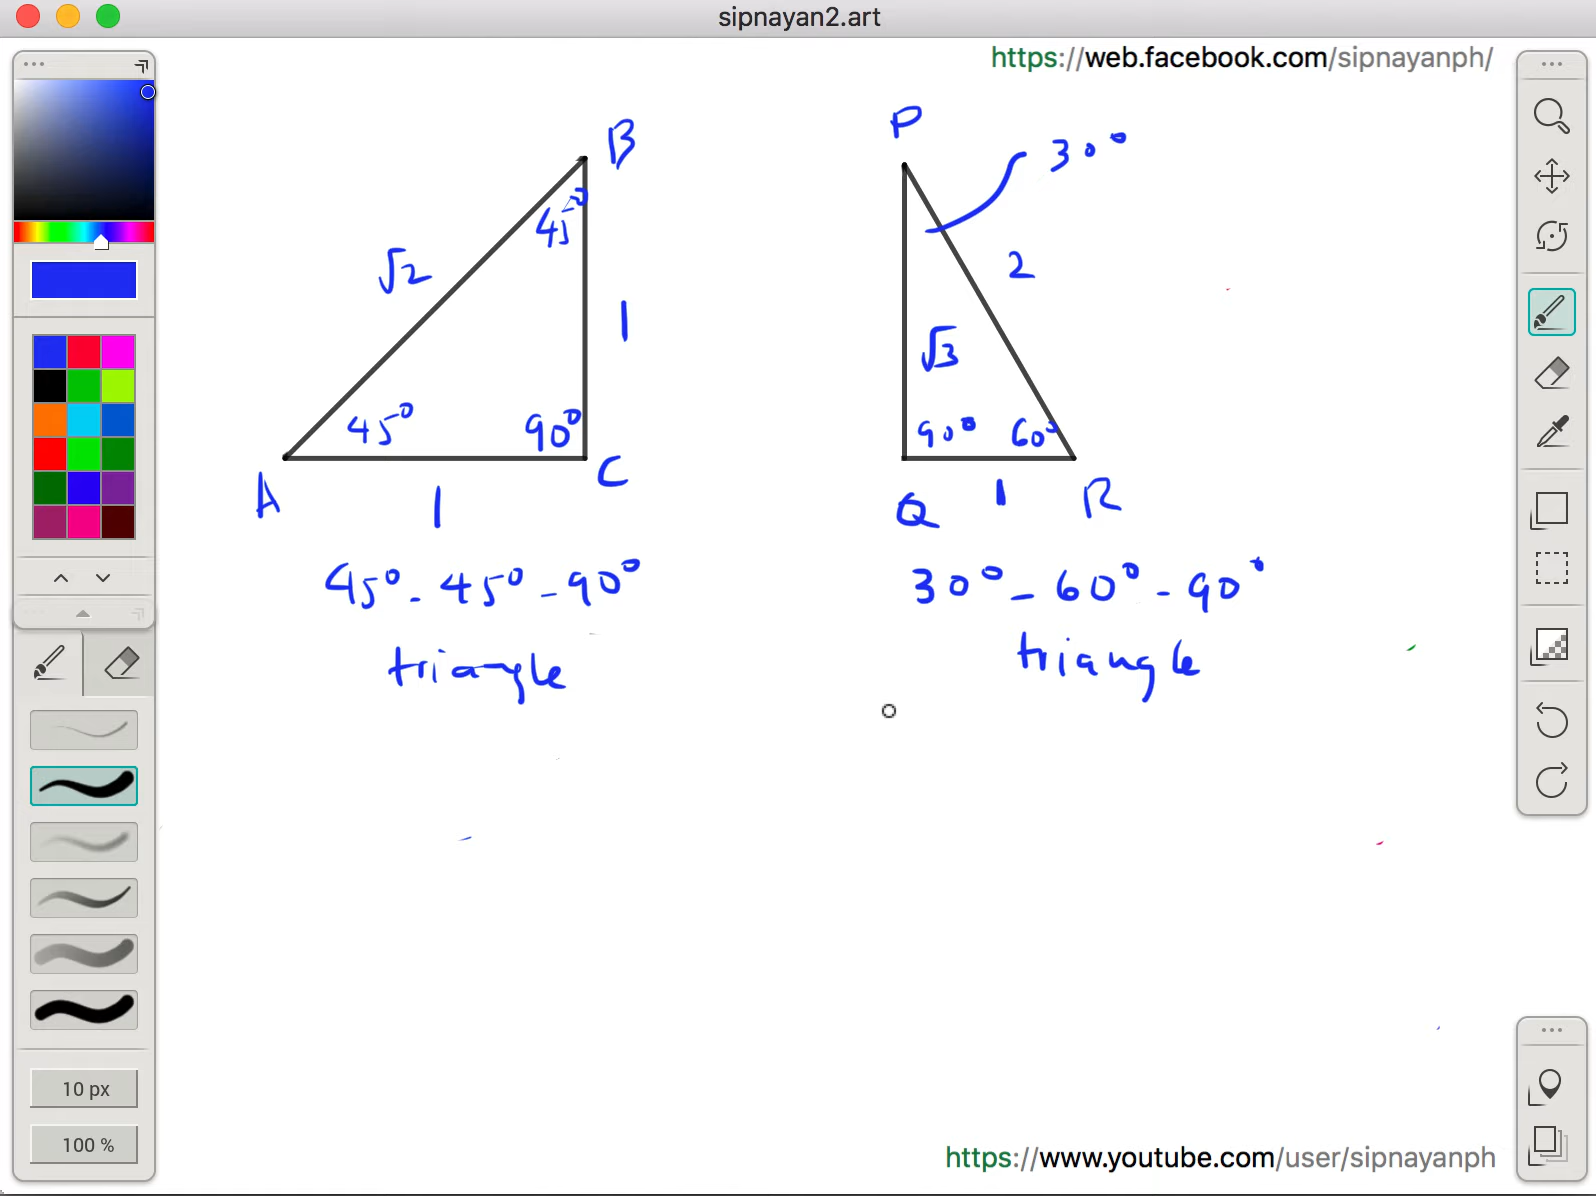 sipnayan2.art
https://web.facebook.com/sipnayanph/
B
45°
√2
1
45°
90°
A
1
C
45° - 45° - 90°
triangle
P
30°
2
√3
90°
60°
Q
1
R
30° - 60° - 90°
triangle
10 px
100 %
https://www.youtube.com/user/sipnayanph